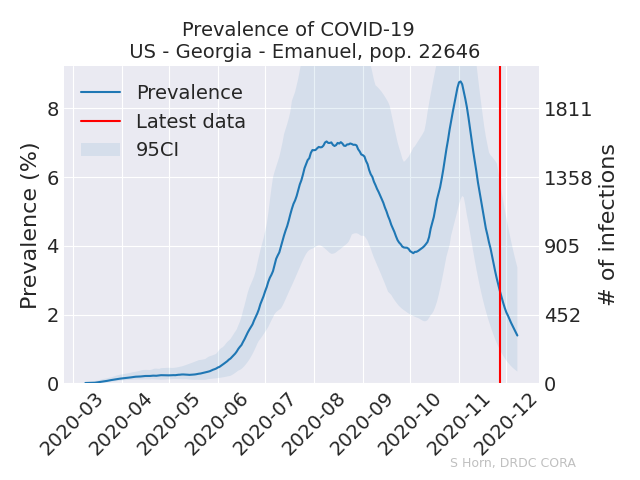 Prevalence of COVID-19
US - Georgia - Emanuel, pop. 22646
Prevalence
Latest data
95CI
Prevalence (%)
8
6
4
2
0
1811
1358
905
452
0
# of infections
2020-03
2020-04
2020-05
2020-06
2020-07
2020-08
2020-09
2020-10
2020-11
2020-12
S Horn, DRDC CORA